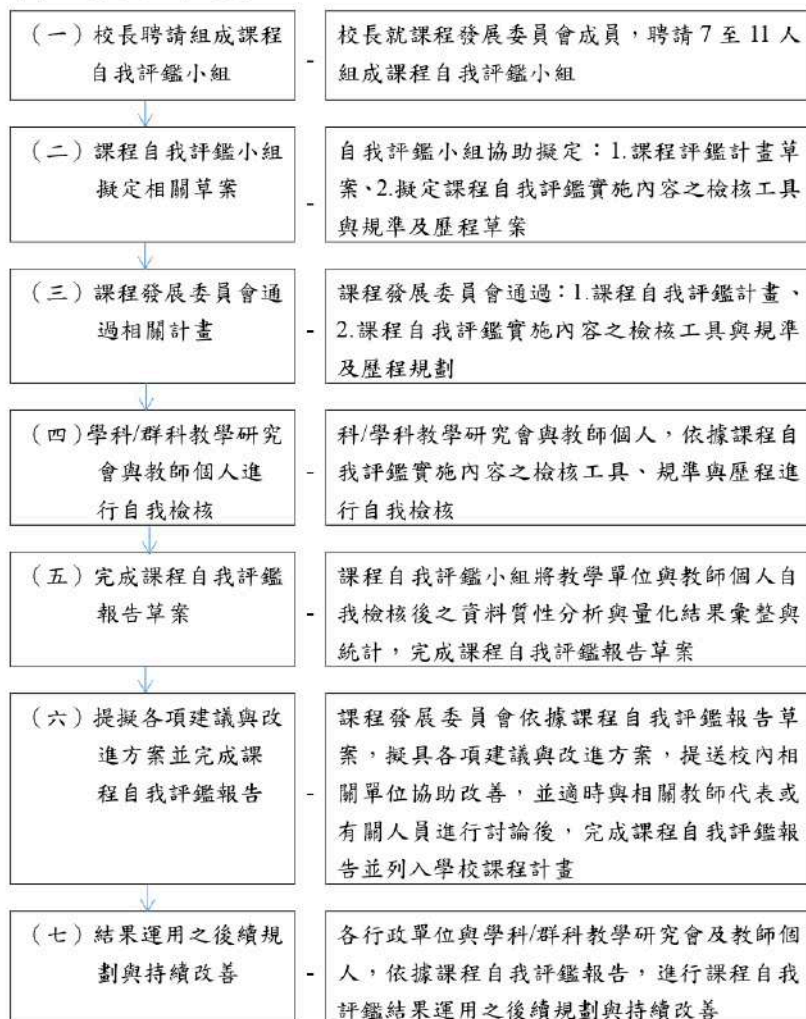 （一）校長聘請組成課程
自我評鑑小組
-
校長就課程發展委員會成員，聘請 7 至 11 人
組成課程自我評鑑小組
（二）課程自我評鑑小組
擬定相關草案
-
自我評鑑小組協助擬定：1.課程評鑑計畫草
案、2.擬定課程自我評鑑實施內容之檢核工具
與規準及歷程草案
（三）課程發展委員會通
過相關計畫
-
課程發展委員會通過：1.課程自我評鑑計畫、
2.課程自我評鑑實施內容之檢核工具與規準
及歷程規劃
（四）學科/群科教學研究
會與教師個人進
行自我檢核
-
科/學科教學研究會與教師個人，依據課程自
我評鑑實施內容之檢核工具、規準與歷程進
行自我檢核
（五）完成課程自我評鑑
報告草案
-
課程自我評鑑小組將教學單位與教師個人自
我檢核後之資料質性分析與量化結果彙整與
統計，完成課程自我評鑑報告草案
（六）提擬各項建議與改
進方案並完成課
程自我評鑑報告
-
課程發展委員會依據課程自我評鑑報告草
案，擬具各項建議與改進方案，提送校內相
關單位協助改善，並適時與相關教師代表或
有關人員進行討論後，完成課程自我評鑑報
告並列入學校課程計畫
（七）結果運用之後續規
劃與持續改善
-
各行政單位與學科/群科教學研究會及教師個
人，依據課程自我評鑑報告，進行課程自我
評鑑結果運用之後續規劃與持續改善